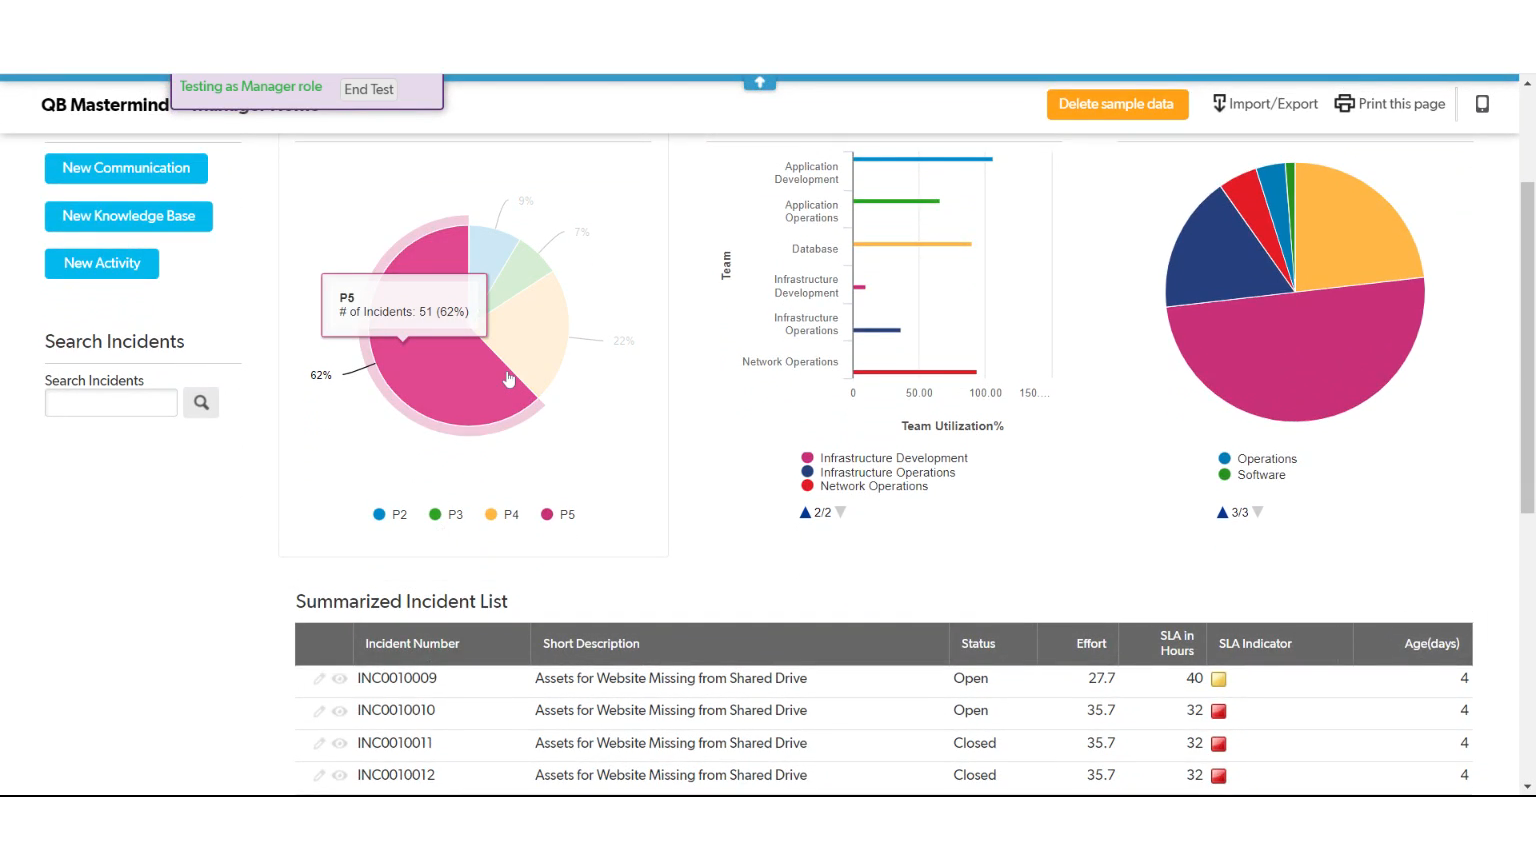 Testing as Manager role
End Test
QB Mastermind
Delete sample data
Import/Export
Print this page
New Communication
New Knowledge Base
New Activity
Search Incidents
Search Incidents
9%
7%
22%
62%
P5
# of Incidents: 51 (62%)
P2
P3
P4
P5
Team
Application
Development
Application
Operations
Database
Infrastructure
Development
Infrastructure
Operations
Network Operations
0
50.00
100.00
150....
Team Utilization%
Infrastructure Development
Infrastructure Operations
Network Operations
2/2
Operations
Software
3/3
Summarized Incident List
Incident Number Short Description Status Effort SLA in Hours SLA Indicator Age(days)
INC0010009 Assets for Website Missing from Shared Drive Open 27.7 40 4
INC0010010 Assets for Website Missing from Shared Drive Open 35.7 32 4
INC0010011 Assets for Website Missing from Shared Drive Closed 35.7 32 4
INC0010012 Assets for Website Missing from Shared Drive Closed 35.7 32 4